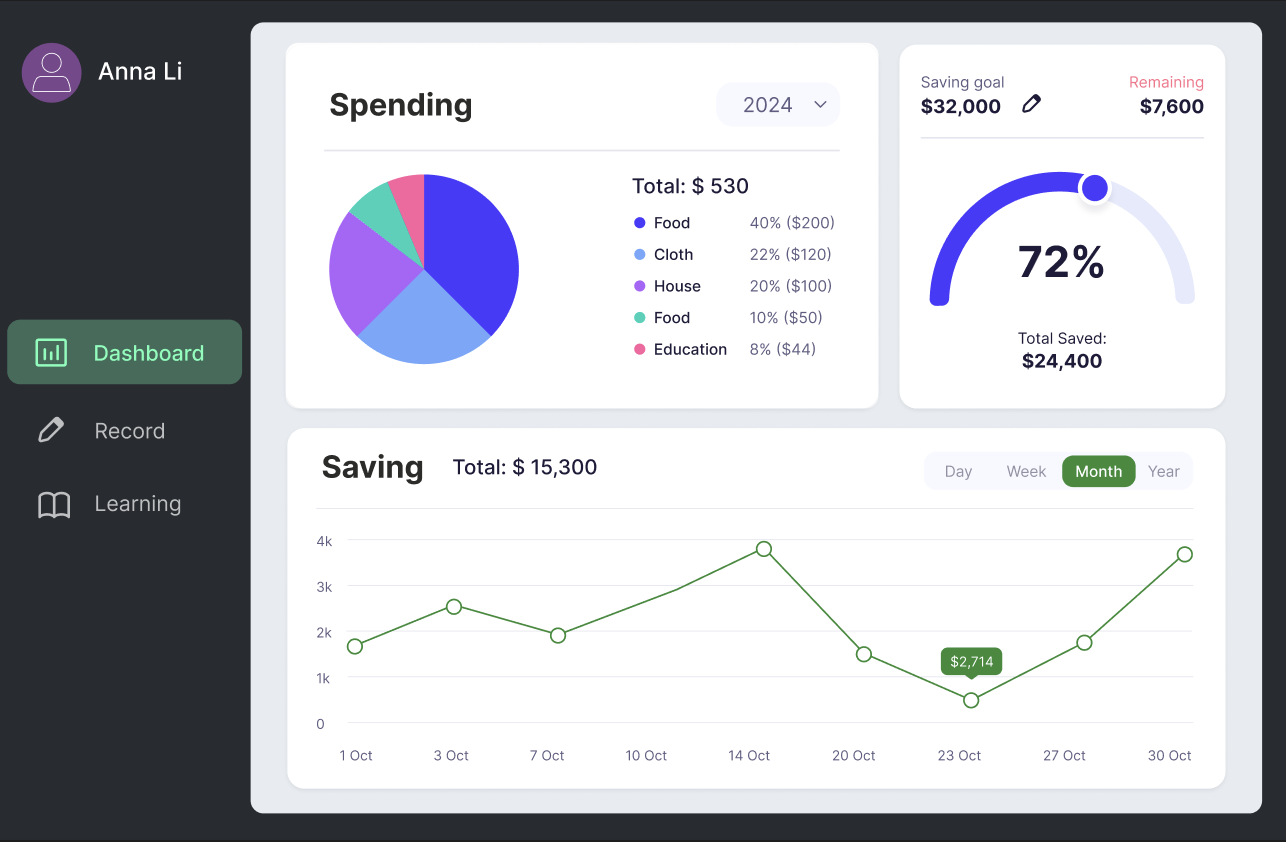 Anna Li
Dashboard
Record
Learning
Spending
2024
Total: $ 530
Food 40% ($200)
Cloth 22% ($120)
House 20% ($100)
Food 10% ($50)
Education 8% ($44)
Saving goal Remaining
$32,000 $7,600
72%
Total Saved:
$24,400
Saving Total: $ 15,300
Day Week Month Year
4k
3k
2k
1k
0
$2,714
1 Oct 3 Oct 7 Oct 10 Oct 14 Oct 20 Oct 23 Oct 27 Oct 30 Oct